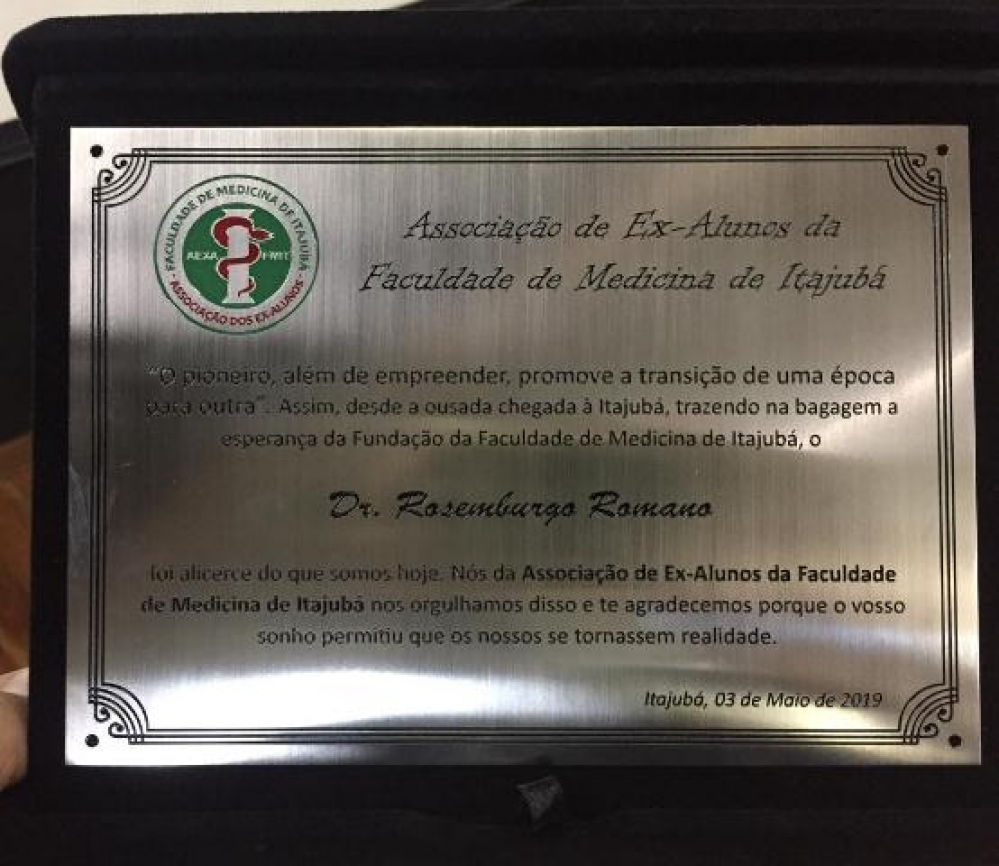 FACULDADE DE MEDICINA DE ITAJUBÁ
AEXA FMIT
ASSOCIAÇÃO DOS EX-ALUNOS
Associação de Ex-Alunos da
Faculdade de Medicina de Itajubá
"O pioneiro, além de empreender, promove a transição de uma época
para outra". Assim, desde a ousada chegada à Itajubá, trazendo na bagagem a
esperança da Fundação da Faculdade de Medicina de Itajubá, o
Dr. Rosemburgo Romano
foi alicerce do que somos hoje. Nós da Associação de Ex-Alunos da Faculdade
de Medicina de Itajubá nos orgulhamos disso e te agradecemos porque o vosso
sonho permitiu que os nossos se tornassem realidade.
Itajubá, 03 de Maio de 2019